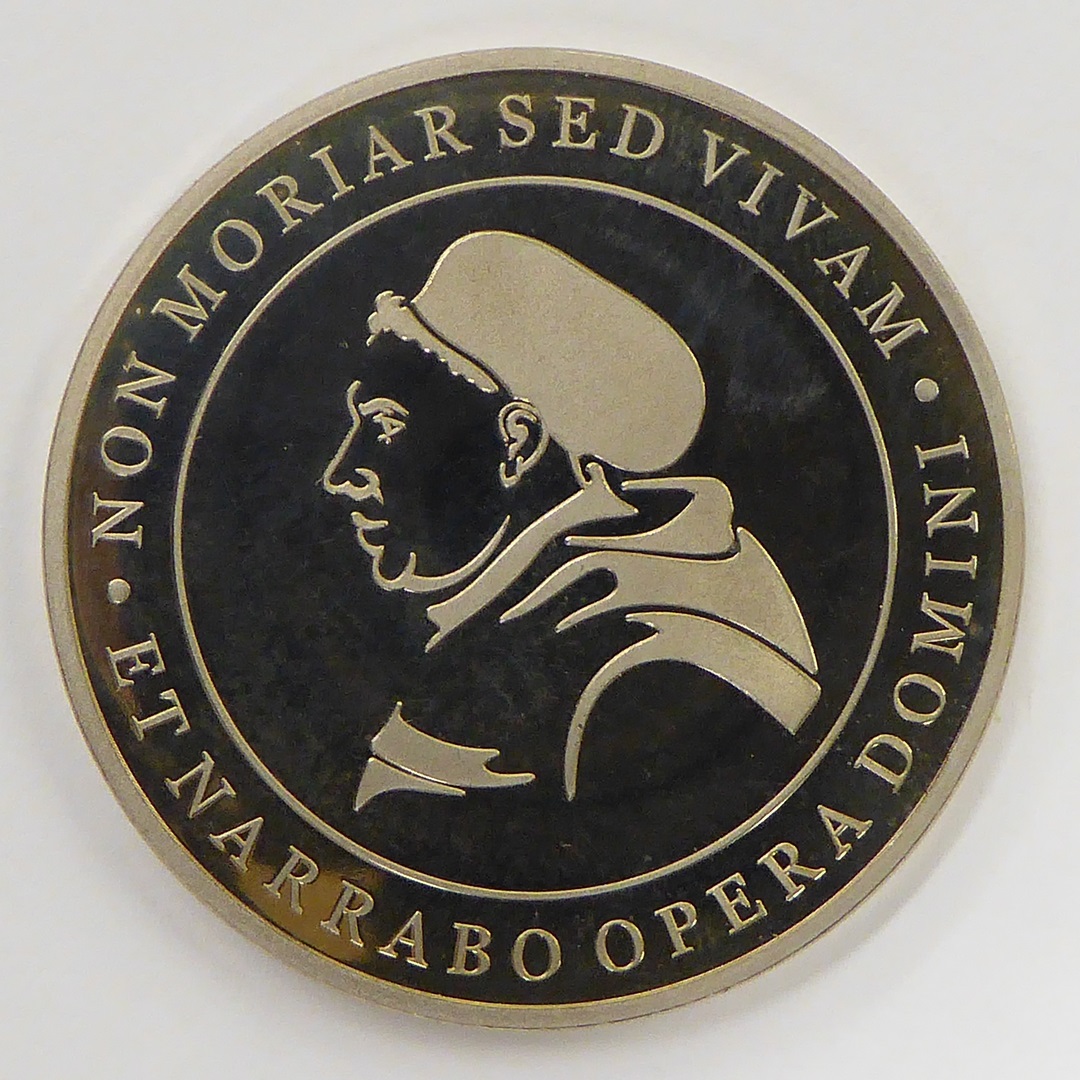 NON MORIAR SED VIVAM
ET NARRABO OPERA DOMINI